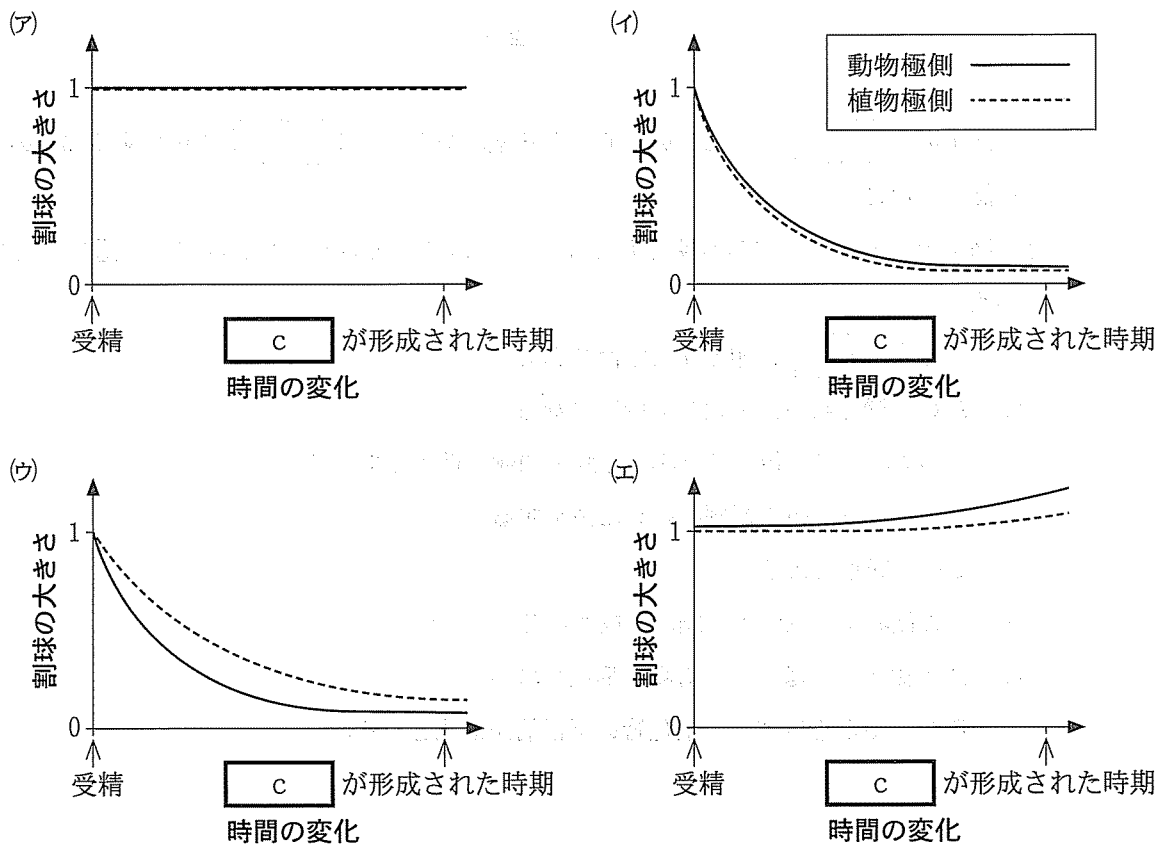 (ア)
割球の大きさ
1
0
受精
C が形成された時期
時間の変化
(イ)
動物極側
植物極側
割球の大きさ
1
0
受精
C が形成された時期
時間の変化
(ウ)
割球の大きさ
1
0
受精
C が形成された時期
時間の変化
(エ)
割球の大きさ
1
0
受精
C が形成された時期
時間の変化